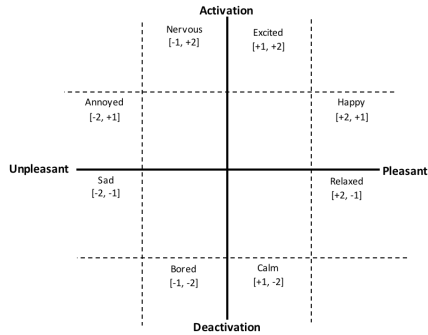 Activation
Nervous
[-1, +2]
Excited
[+1, +2]
Annoyed
[-2, +1]
Happy
[+2, +1]
Unpleasant
Pleasant
Sad
[-2, -1]
Relaxed
[+2, -1]
Bored
[-1, -2]
Calm
[+1, -2]
Deactivation